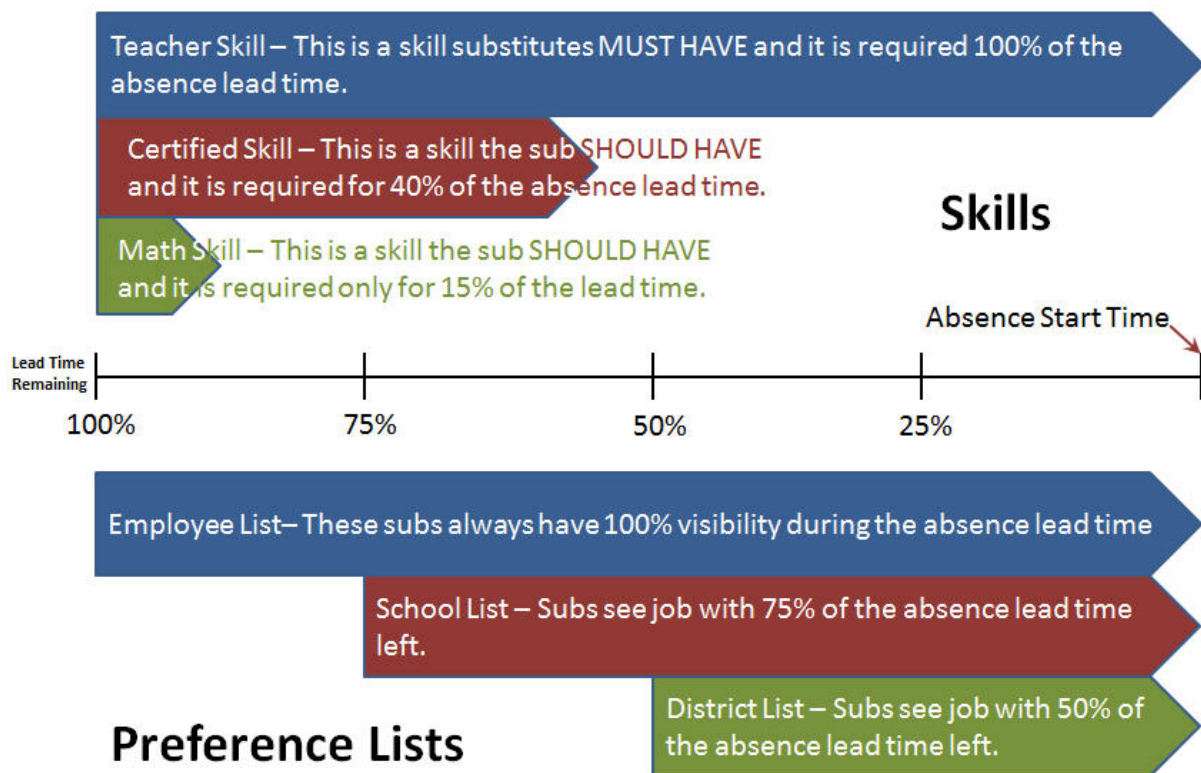 Teacher Skill – This is a skill substitutes MUST HAVE and it is required 100% of the
absence lead time.
Certified Skill – This is a skill the sub SHOULD HAVE
and it is required for 40% of the absence lead time.
Skills
Math Skill – This is a skill the sub SHOULD HAVE
and it is required only for 15% of the lead time.
Absence Start Time
Lead Time
Remaining
100% 75% 50% 25%
Employee List– These subs always have 100% visibility during the absence lead time
School List – Subs see job with 75% of the absence lead time
left.
District List – Subs see job with 50% of
the absence lead time left.
Preference Lists